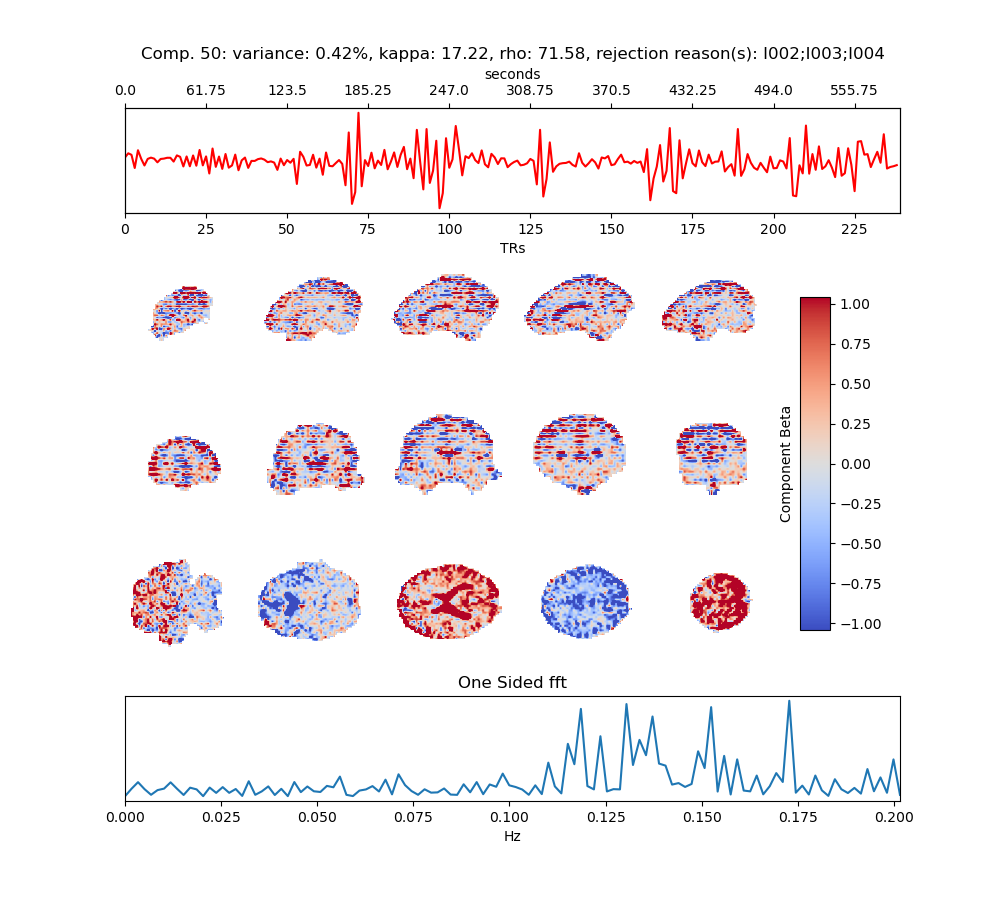 Comp. 50: variance: 0.42%, kappa: 17.22, rho: 71.58, rejection reason(s): I002;I003;I004
seconds
0.0 61.75 123.5 185.25 247.0 308.75 370.5 432.25 494.0 555.75
0 25 50 75 100 125 150 175 200 225
TRs
1.00
0.75
0.50
0.25
0.00
−0.25
−0.50
−0.75
−1.00
Component Beta
One Sided fft
0.000 0.025 0.050 0.075 0.100 0.125 0.150 0.175 0.200
Hz